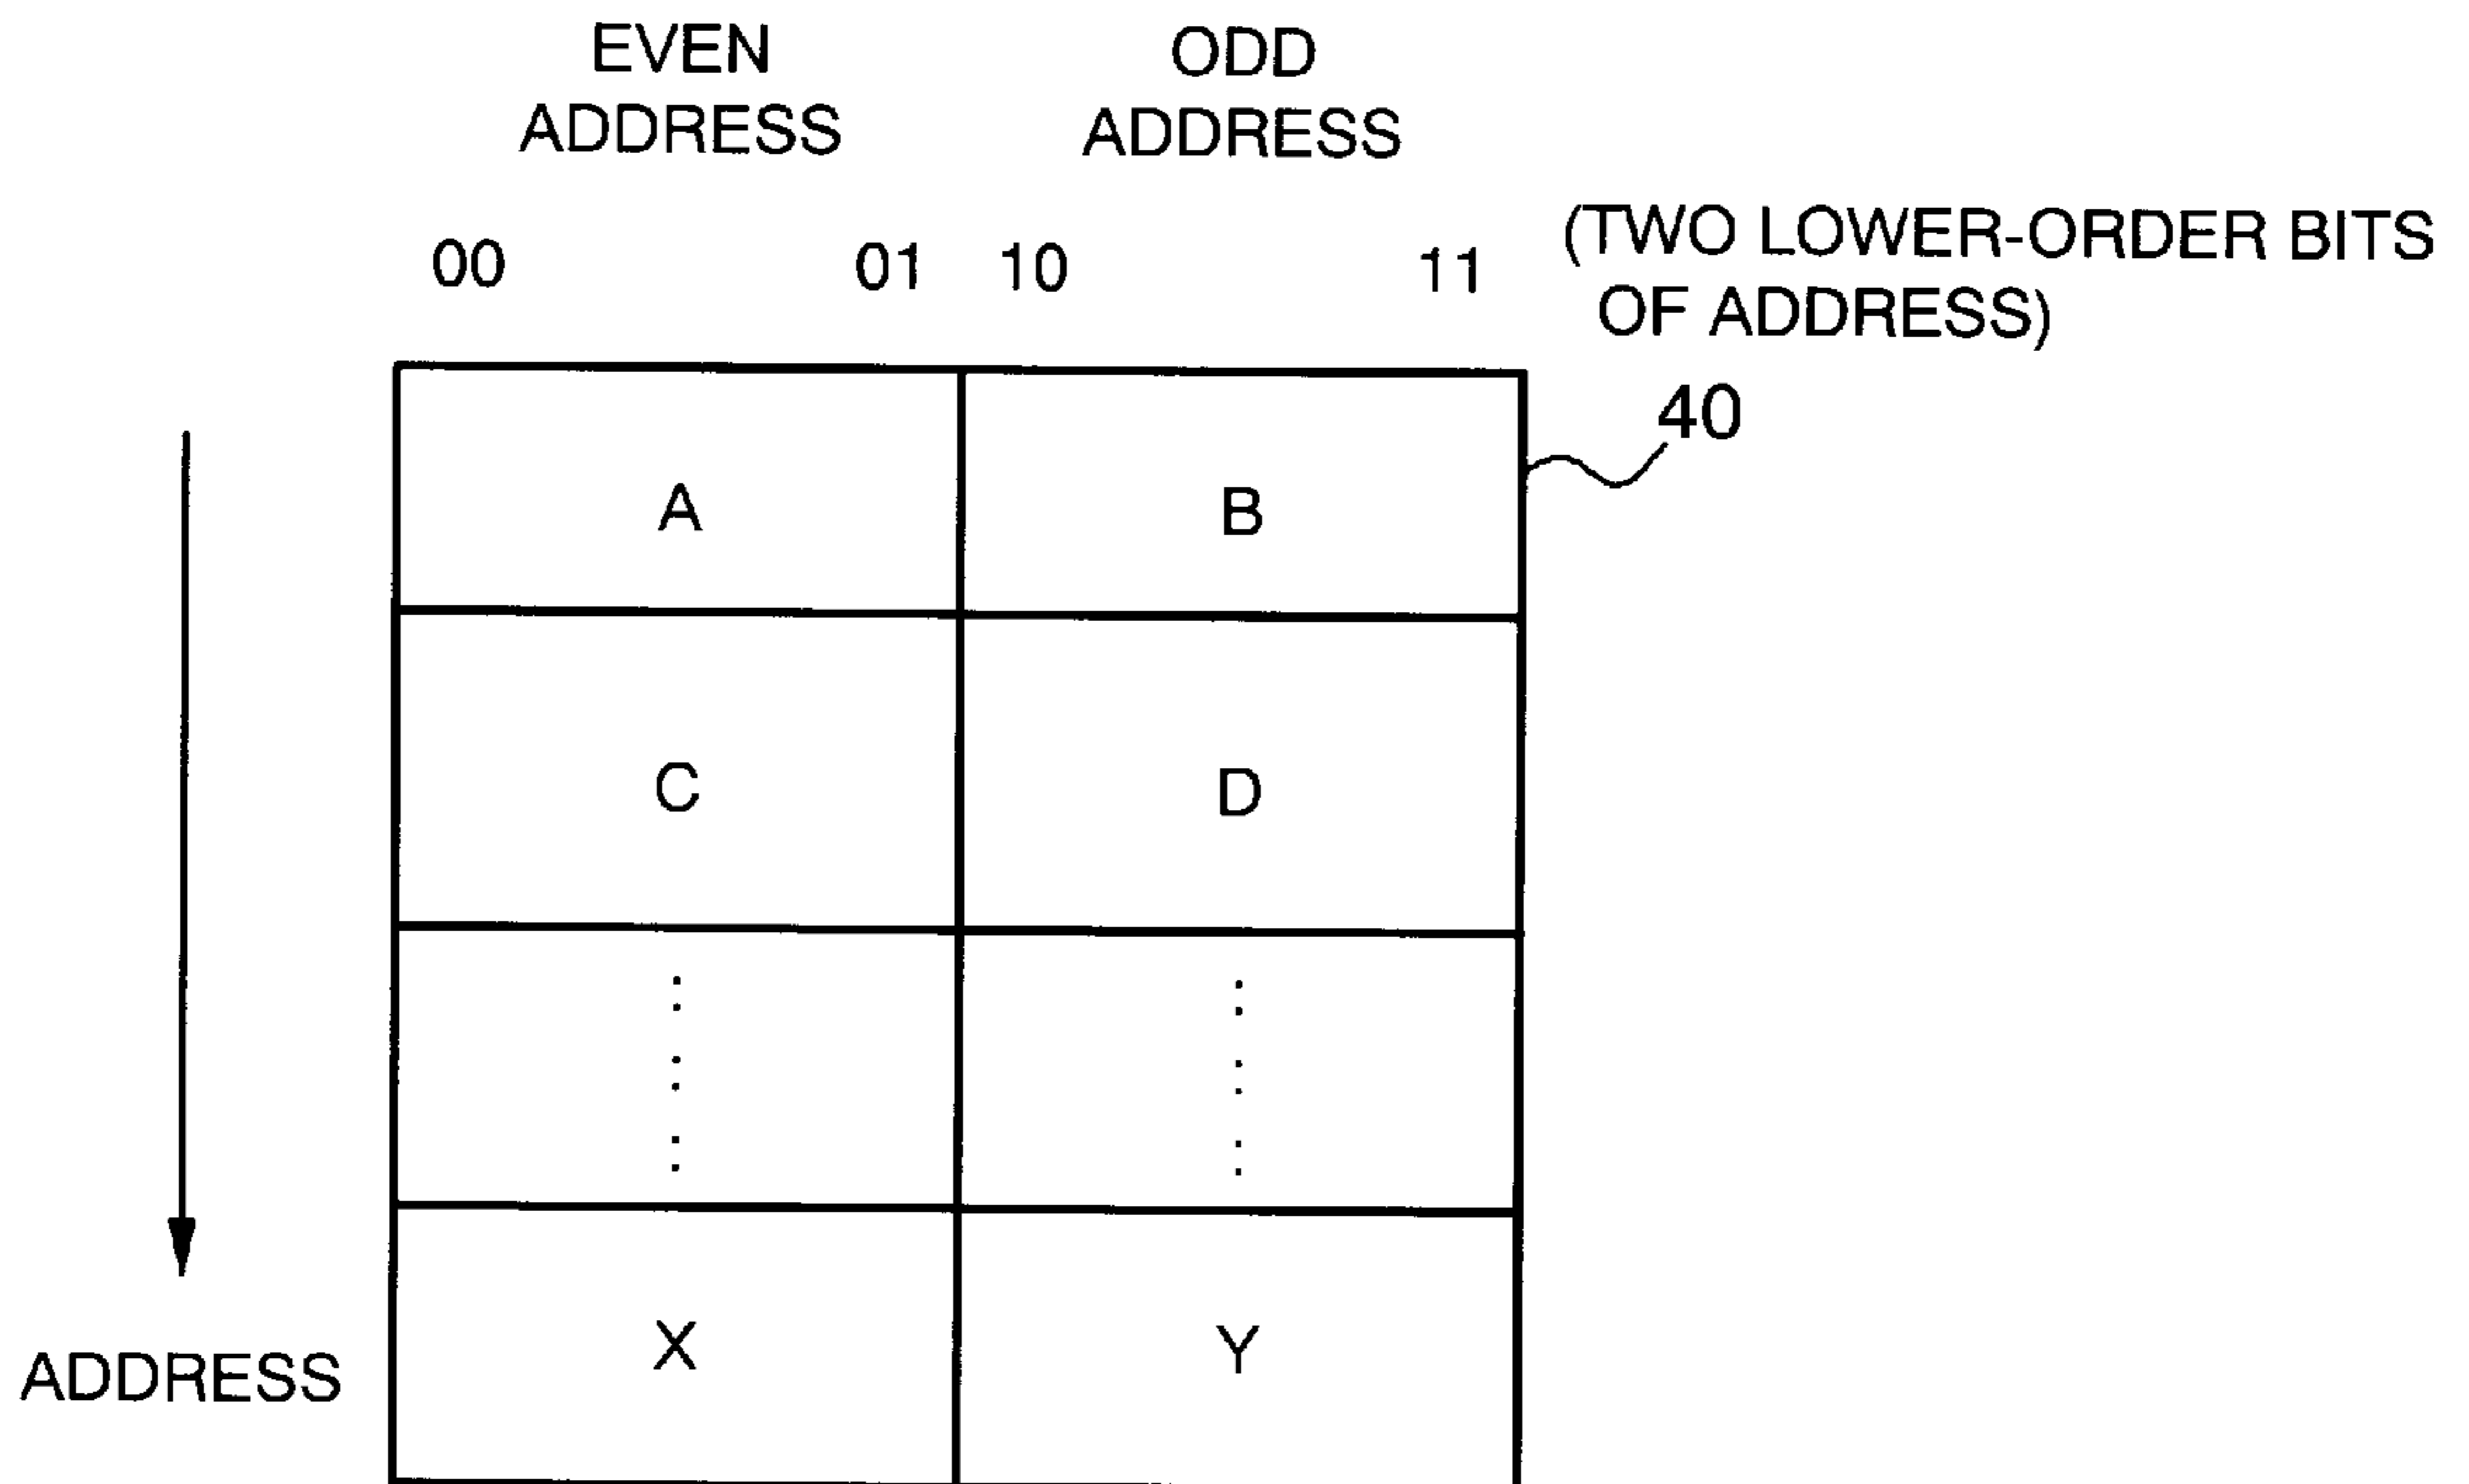 EVEN
ADDRESS
ODD
ADDRESS
00 01 10 11
(TWO LOWER-ORDER BITS
OF ADDRESS)
40
A B
C D
X Y
ADDRESS